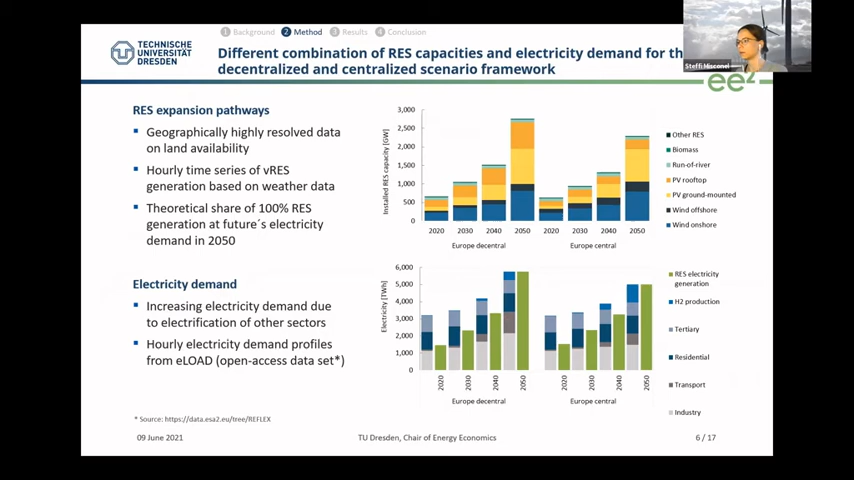 1 Background 2 Method 3 Results 4 Conclusion
TECHNISCHE
UNIVERSITÄT
DRESDEN
Different combination of RES capacities and electricity demand for th
decentralized and centralized scenario framework
Steffi Misconel
ee2
RES expansion pathways
Geographically highly resolved data
on land availability
Hourly time series of vRES
generation based on weather data
Theoretical share of 100% RES
generation at future´s electricity
demand in 2050
Installed RES capacity [GW]
3,000
2,500
2,000
1,500
1,000
500
0
2020 2030 2040 2050 2020 2030 2040 2050
Europe decentral Europe central
Other RES
Biomass
Run-of-river
PV rooftop
PV ground-mounted
Wind offshore
Wind onshore
Electricity demand
Increasing electricity demand due
to electrification of other sectors
Hourly electricity demand profiles
from eLOAD (open-access data set*)
Electricity [TWh]
6,000
5,000
4,000
3,000
2,000
1,000
0
2020 2030 2040 2050 2020 2030 2040 2050
Europe decentral Europe central
RES electricity
generation
H2 production
Tertiary
Residential
Transport
Industry
* Source: https://data.esa2.eu/tree/REFLEX
09 June 2021 TU Dresden, Chair of Energy Economics 6 / 17